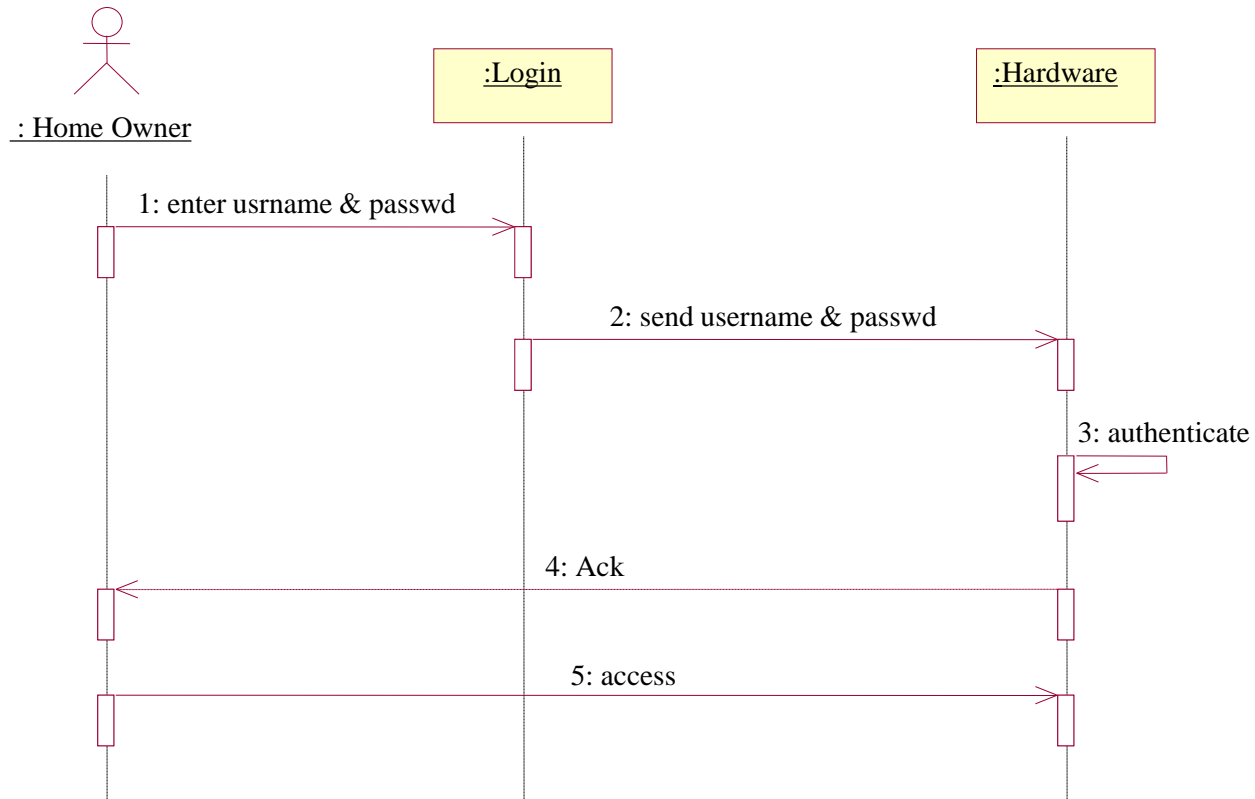 :Login
:Hardware
: Home Owner
1: enter usrname & passwd
2: send username & passwd
3: authenticate
4: Ack
5: access